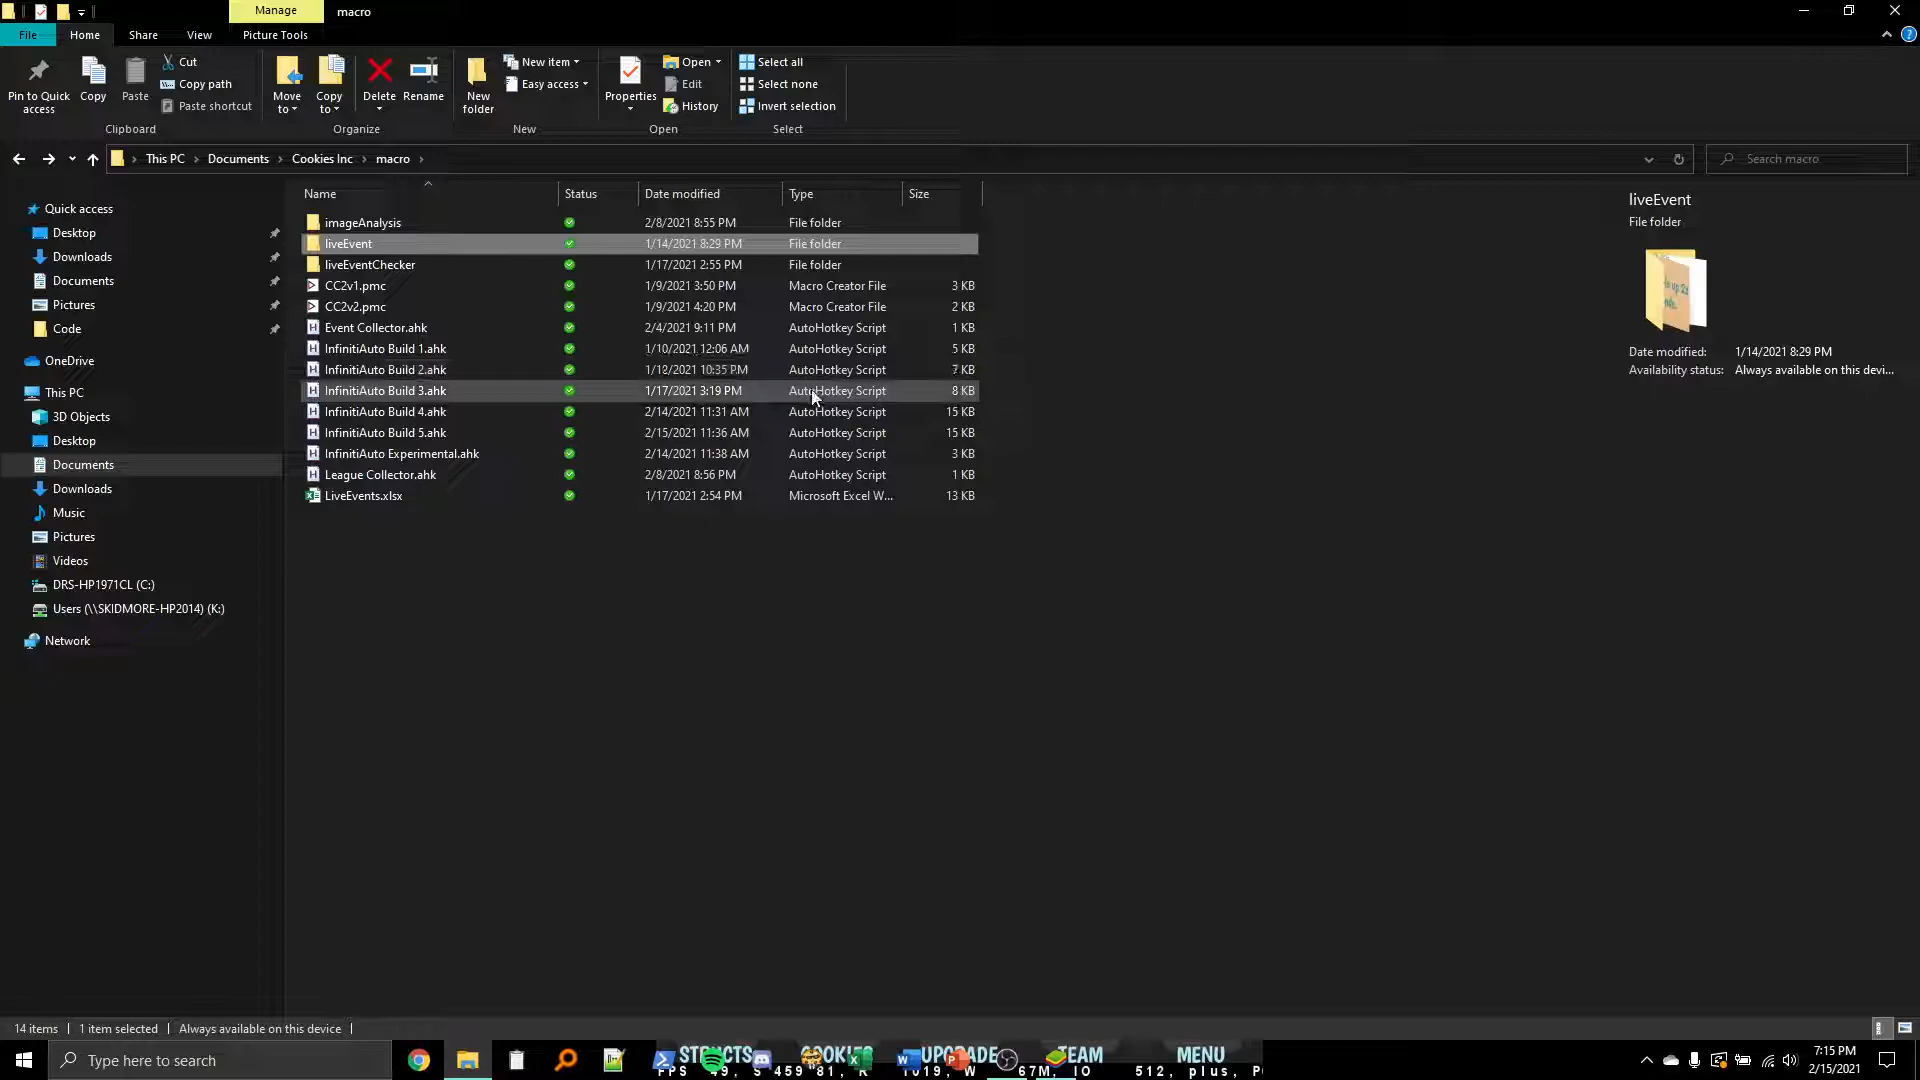 Manage
macro
File
Home
Share
View
Picture Tools
Pin to Quick access
Copy
Paste
Cut
Copy path
Paste shortcut
Clipboard
Move to
Copy to
Delete
Rename
Organize
New folder
New item
Easy access
New
Properties
Open
Edit
History
Open
Select all
Select none
Invert selection
Select
This PC
Documents
Cookies Inc
macro
Search macro
Name Status Date modified Type Size
imageAnalysis 2/8/2021 8:55 PM File folder
liveEvent 1/14/2021 8:29 PM File folder
liveEventChecker 1/17/2021 2:55 PM File folder
CC2v1.pmc 1/9/2021 3:50 PM Macro Creator File 3 KB
CC2v2.pmc 1/9/2021 4:20 PM Macro Creator File 2 KB
Event Collector.ahk 2/4/2021 9:11 PM AutoHotkey Script 1 KB
InfinitiAuto Build 1.ahk 1/10/2021 12:06 AM AutoHotkey Script 5 KB
InfinitiAuto Build 2.ahk 1/12/2021 10:35 PM AutoHotkey Script 7 KB
InfinitiAuto Build 3.ahk 1/17/2021 3:19 PM AutoHotkey Script 8 KB
InfinitiAuto Build 4.ahk 2/14/2021 11:31 AM AutoHotkey Script 15 KB
InfinitiAuto Build 5.ahk 2/15/2021 11:36 AM AutoHotkey Script 15 KB
InfinitiAuto Experimental.ahk 2/14/2021 11:38 AM AutoHotkey Script 3 KB
League Collector.ahk 2/8/2021 8:56 PM AutoHotkey Script 1 KB
LiveEvents.xlsx 1/17/2021 2:54 PM Microsoft Excel W... 13 KB
Quick access
Desktop
Downloads
Documents
Pictures
Code
OneDrive
This PC
3D Objects
Desktop
Documents
Downloads
Music
Pictures
Videos
DRS-HP1971CL (C:)
Users (\\SKIDMORE-HP2014) (K:)
Network
liveEvent
File folder
Date modified: 1/14/2021 8:29 PM
Availability status: Always available on this devi...
14 items
1 item selected
Always available on this device
Type here to search
COOKIES
UPGRADE
TEAM
MENU
7:15 PM
2/15/2021